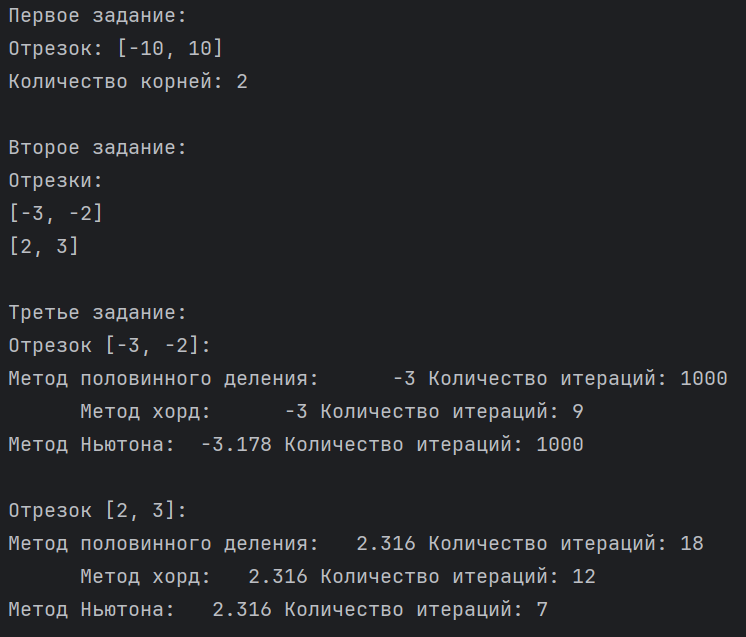 Первое задание:
Отрезок: [-10, 10]
Количество корней: 2
Второе задание:
Отрезки:
[-3, -2]
[2, 3]
Третье задание:
Отрезок [-3, -2]:
Метод половинного деления:      -3 Количество итераций: 1000
      Метод хорд:      -3 Количество итераций: 9
Метод Ньютона:  -3.178 Количество итераций: 1000
Отрезок [2, 3]:
Метод половинного деления:   2.316 Количество итераций: 18
      Метод хорд:   2.316 Количество итераций: 12
Метод Ньютона:   2.316 Количество итераций: 7